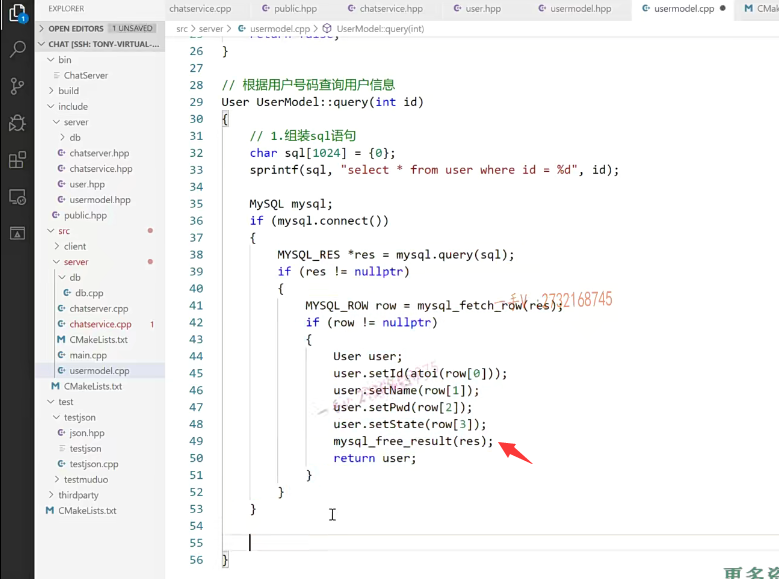 EXPLORER
chatservice.cpp public.hpp chatservice.hpp user.hpp usermodel.hpp usermodel.cpp CMak
OPEN EDITORS 1 UNSAVED
src > server > usermodel.cpp > UserModel::query(int)
CHAT [SSH: TONY-VIRTUAL-...
bin
ChatServer
build
include
server
db
chatserver.hpp
chatservice.hpp
user.hpp
usermodel.hpp
public.hpp
src
client
server
db
db.cpp
chatserver.cpp
chatservice.cpp 1
CMakeLists.txt
main.cpp
usermodel.cpp
CMakeLists.txt
test
testjson
json.hpp
testjson
testjson.cpp
testmuduo
thirdparty
CMakeLists.txt
25 return false;
26 }
27
28 // 根据用户号码查询用户信息
29 User UserModel::query(int id)
30 {
31 // 1.组装sql语句
32 char sql[1024] = {0};
33 sprintf(sql, "select * from user where id = %d", id);
34
35 MySQL mysql;
36 if (mysql.connect())
37 {
38 MYSQL_RES *res = mysql.query(sql);
39 if (res != nullptr)
40 {
41 MYSQL_ROW row = mysql_fetch_row(res);
2732168745
42 if (row != nullptr)
43 {
44 User user;
45 user.setId(atoi(row[0]));
46 user.setName(row[1]);
47 user.setPwd(row[2]);
48 user.setState(row[3]);
49 mysql_free_result(res);
50 return user;
51 }
52 }
53 }
54
55
56 }
更多资